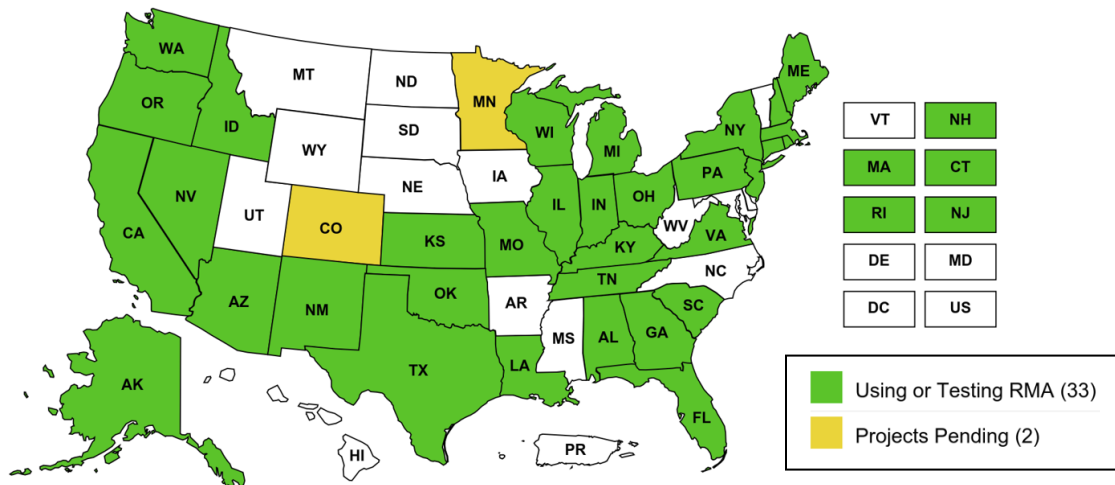 WA
MT
ND
MN
ME
OR
ID
SD
WI
NY
MI
WY
IA
PA
NE
NV
UT
IL
IN
OH
CA
CO
WV
VA
KS
MO
KY
NC
TN
AZ
NM
OK
AR
SC
MS
AL
GA
TX
LA
AK
FL
HI
PR
VT NH
MA CT
RI NJ
DE MD
DC US
Using or Testing RMA (33)
Projects Pending (2)